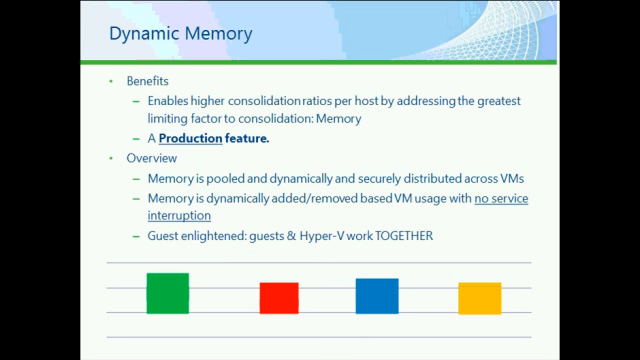 Dynamic Memory
• Benefits
– Enables higher consolidation ratios per host by addressing the greatest
limiting factor to consolidation: Memory
– A Production feature.
• Overview
– Memory is pooled and dynamically and securely distributed across VMs
– Memory is dynamically added/removed based VM usage with no service
interruption
– Guest enlightened: guests & Hyper-V work TOGETHER